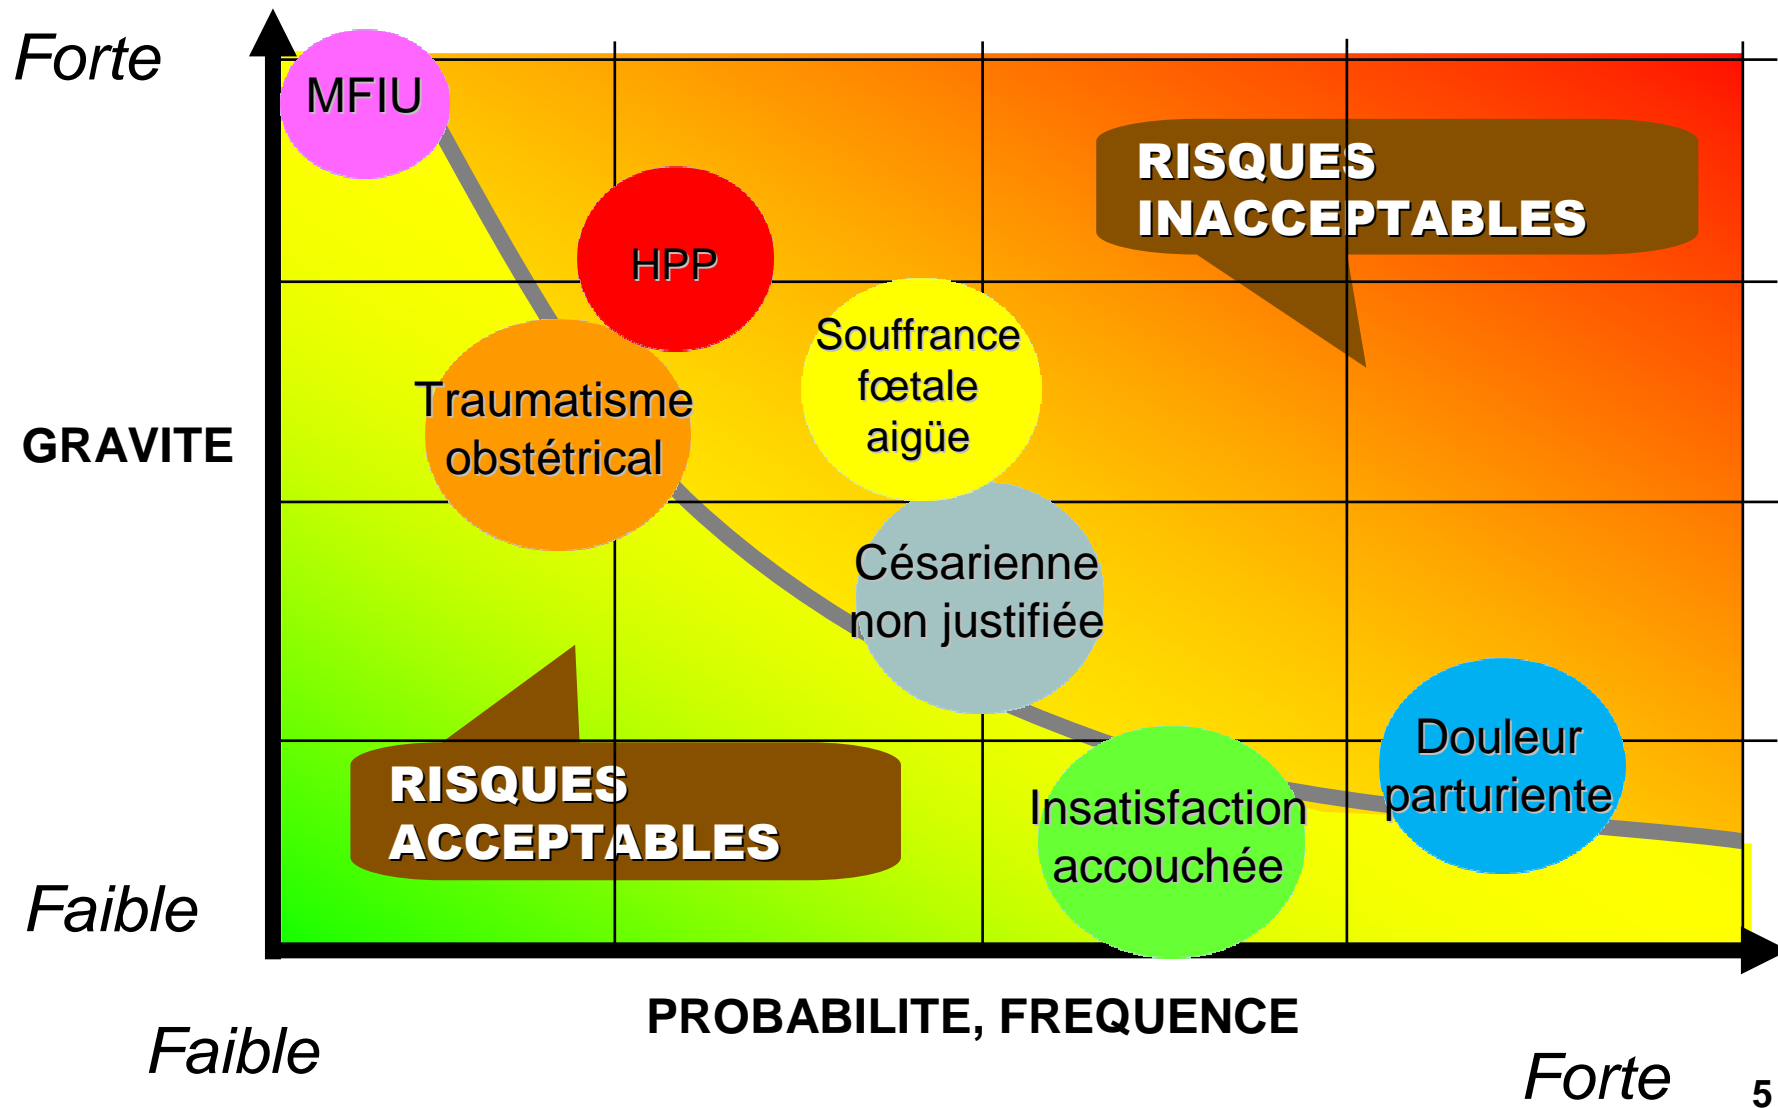 Forte
MFIU
RISQUES
INACCEPTABLES
HPP
Souffrance
fœtale
aigüe
Traumatisme
obstétrical
GRAVITE
Césarienne
non justifiée
Douleur
parturiente
RISQUES
ACCEPTABLES
Insatisfaction
accouchée
Faible
PROBABILITE, FREQUENCE
Faible
Forte
5